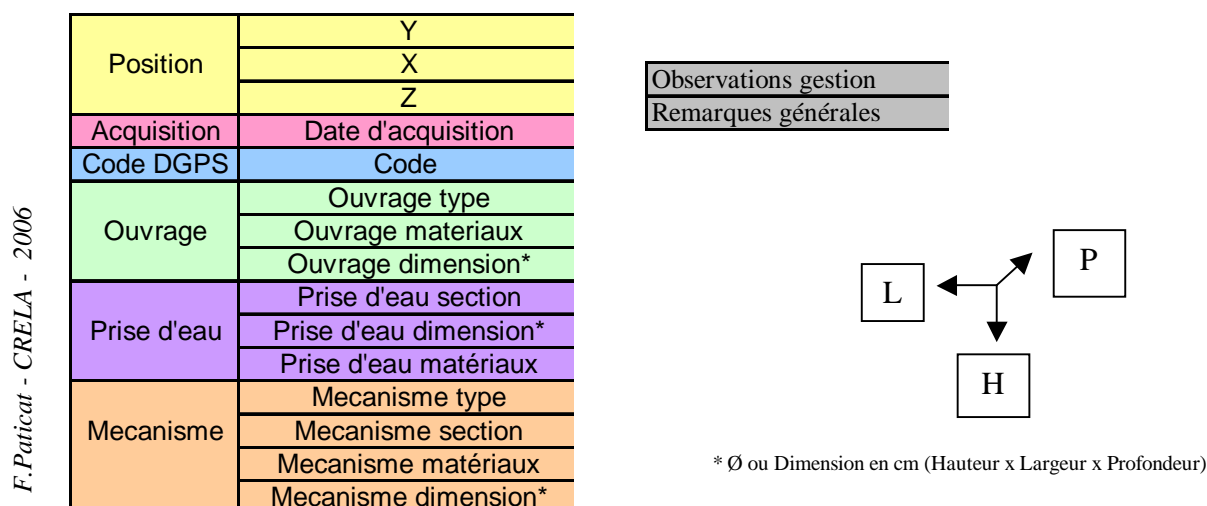 F.Paticat - CRELA - 2006
Position
Y
X
Z
Acquisition
Date d'acquisition
Code DGPS
Code
Ouvrage
Ouvrage type
Ouvrage materiaux
Ouvrage dimension*
Prise d'eau
Prise d'eau section
Prise d'eau dimension*
Prise d'eau matériaux
Mecanisme
Mecanisme type
Mecanisme section
Mecanisme matériaux
Mecanisme dimension*
Observations gestion
Remarques générales
L
P
H
* Ø ou Dimension en cm (Hauteur x Largeur x Profondeur)